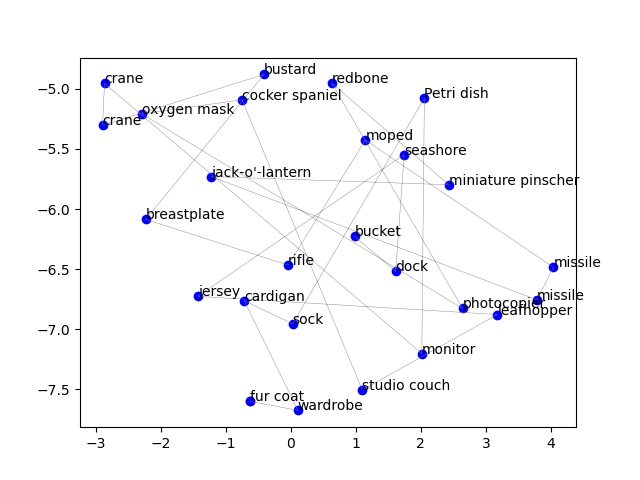 crane
bustard
redbone
Petri dish
cocker spaniel
oxygen mask
crane
moped
seashore
jack-o'-lantern
miniature pinscher
breastplate
bucket
rifle
dock
missile
jersey
cardigan
missile
photocopier
leafhopper
sock
monitor
studio couch
fur coat
wardrobe
−5.0
−5.5
−6.0
−6.5
−7.0
−7.5
−3 −2 −1 0 1 2 3 4